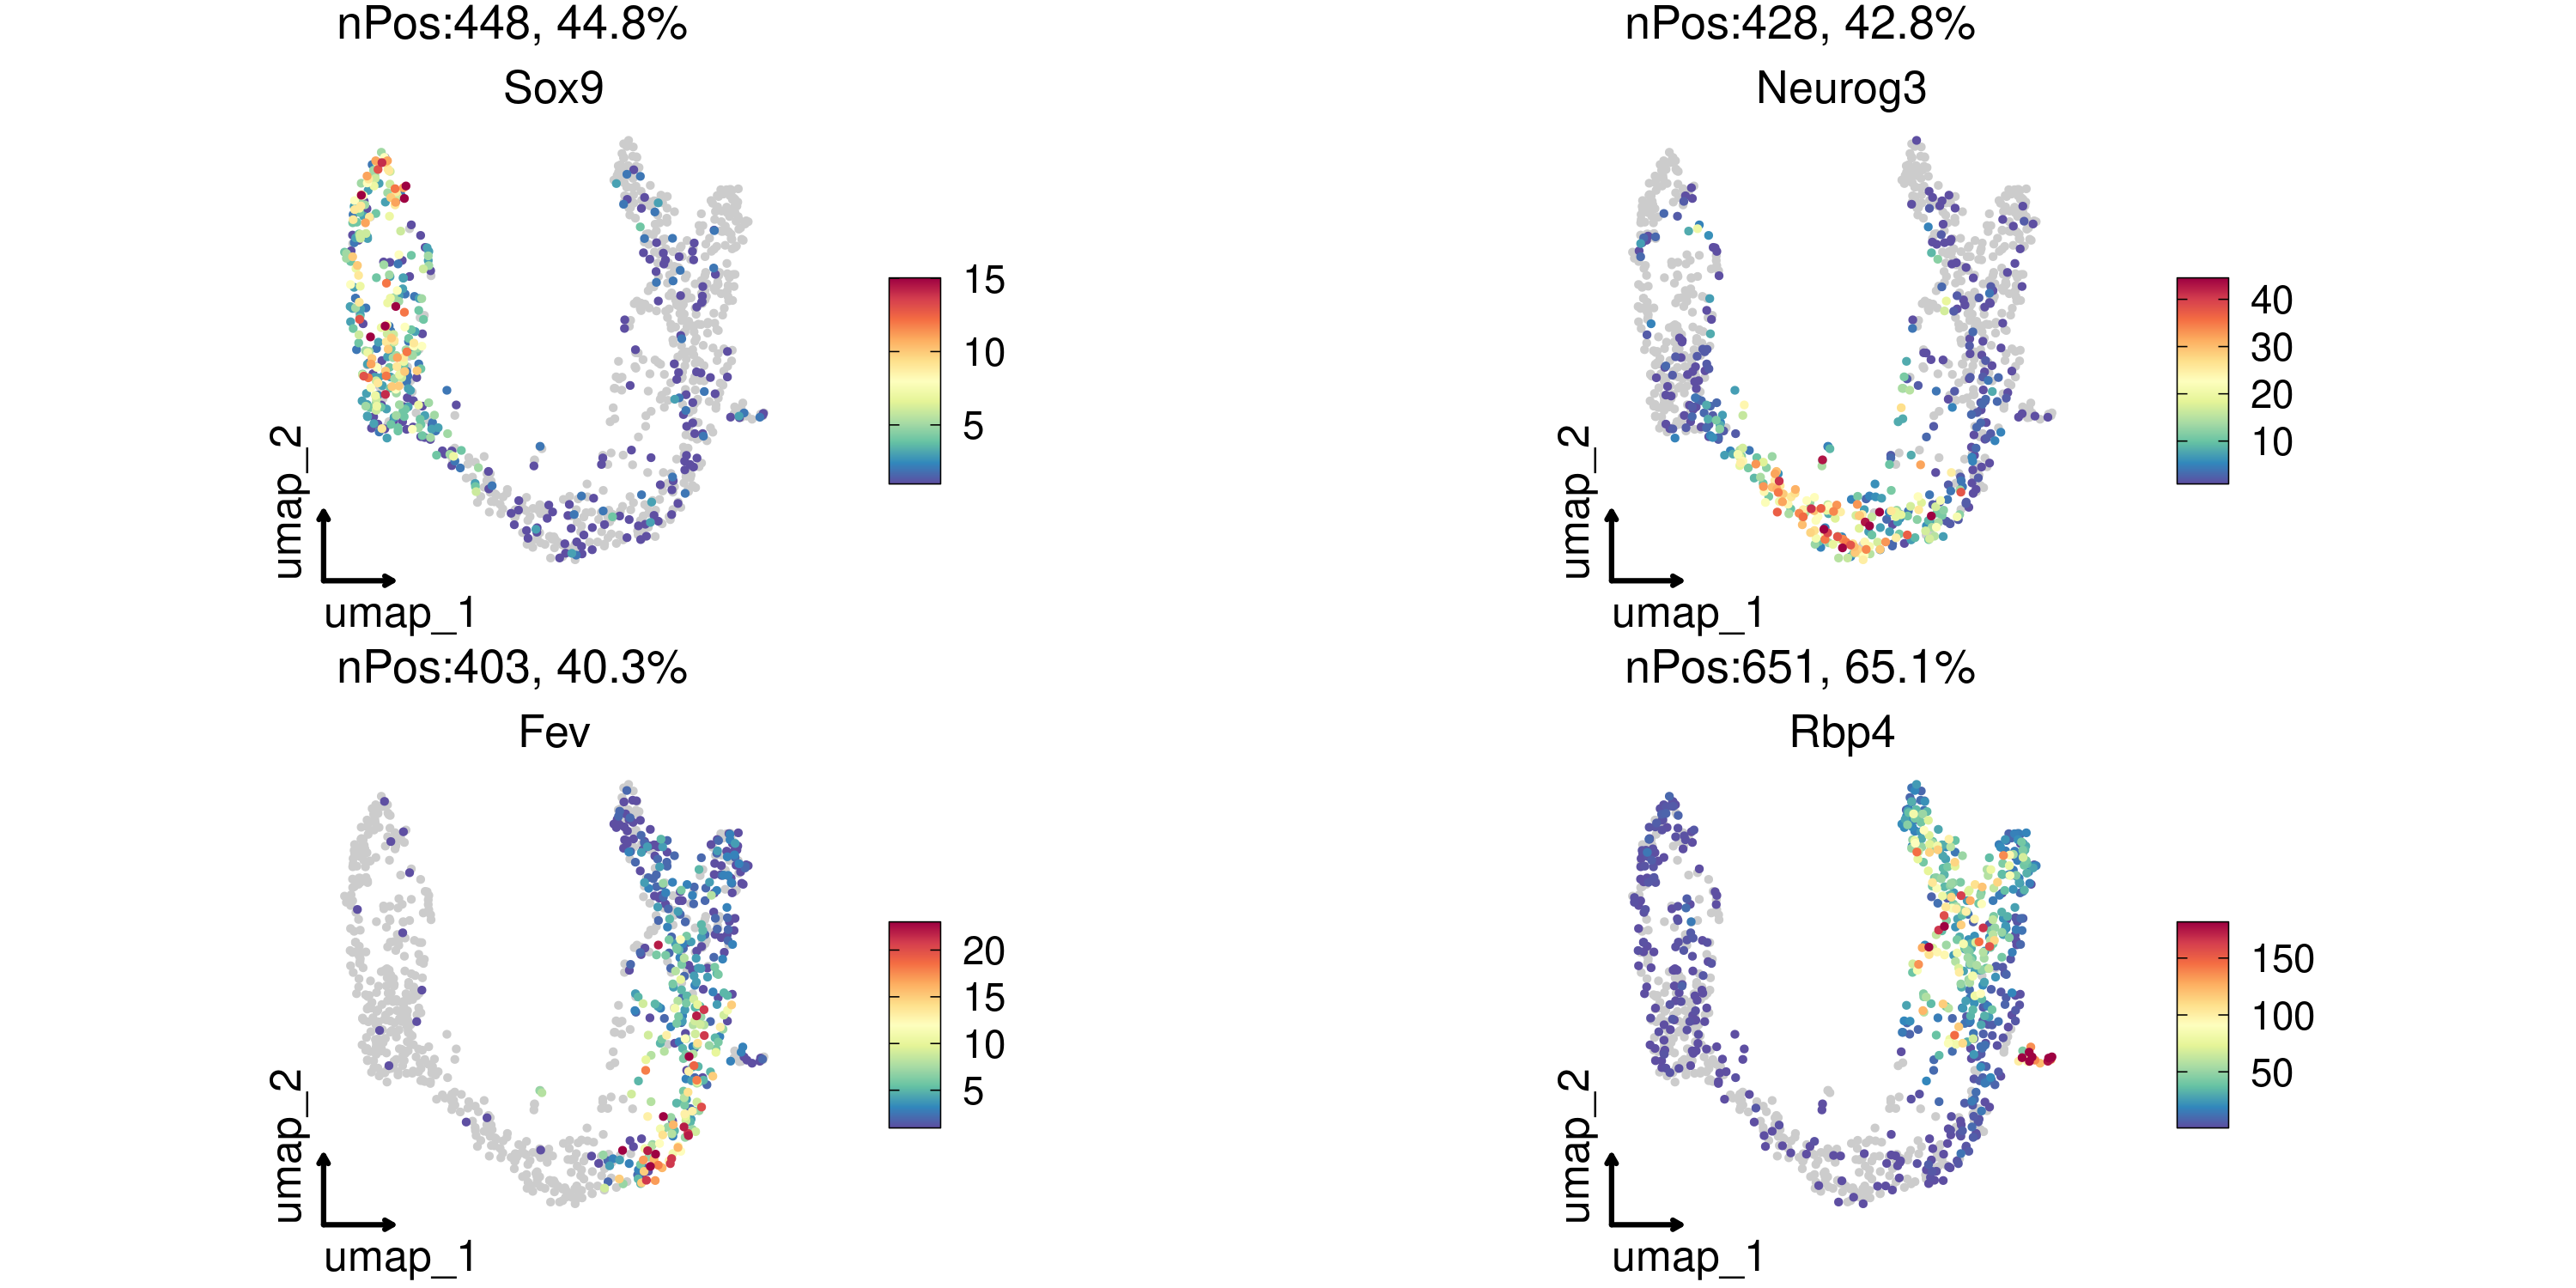 nPos:448, 44.8%
Sox9
15
10
5
umap_2
umap_1
nPos:428, 42.8%
Neurog3
40
30
20
10
umap_2
umap_1
nPos:403, 40.3%
Fev
20
15
10
5
umap_2
umap_1
nPos:651, 65.1%
Rbp4
150
100
50
umap_2
umap_1